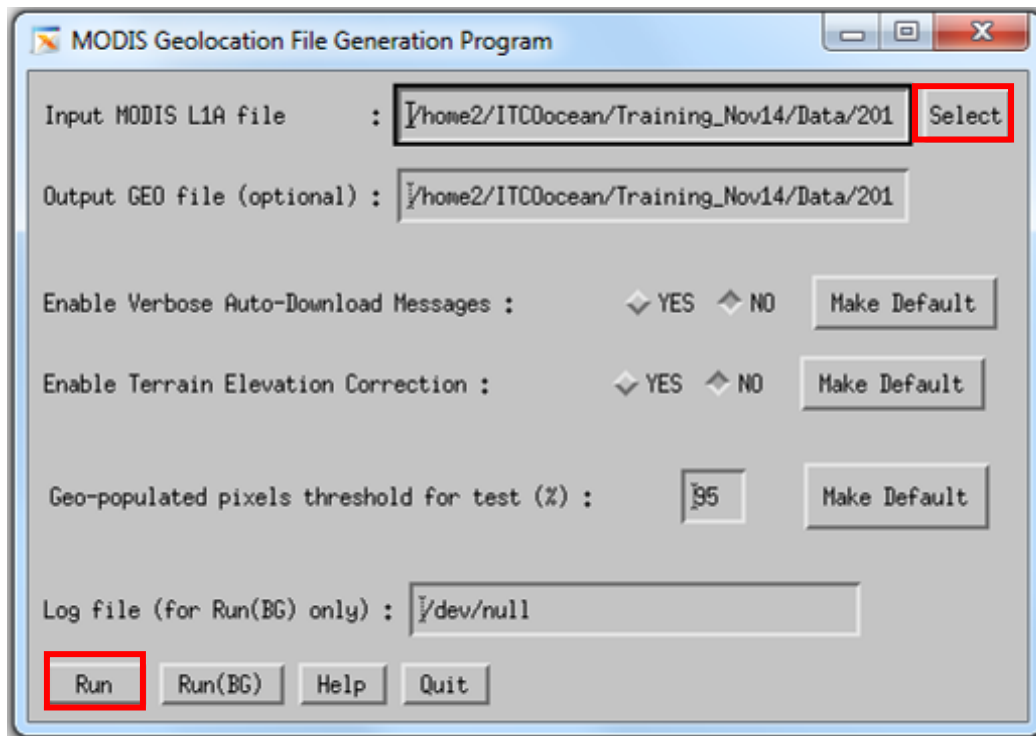 MODIS Geolocation File Generation Program
Input MODIS L1A file : /home2/ITCOocean/Training_Nov14/Data/201 Select
Output GEO file (optional) : /home2/ITCOocean/Training_Nov14/Data/201
Enable Verbose Auto-Download Messages : YES NO Make Default
Enable Terrain Elevation Correction : YES NO Make Default
Geo-populated pixels threshold for test (%) : 95 Make Default
Log file (for Run(BG) only) : /dev/null
Run Run(BG) Help Quit